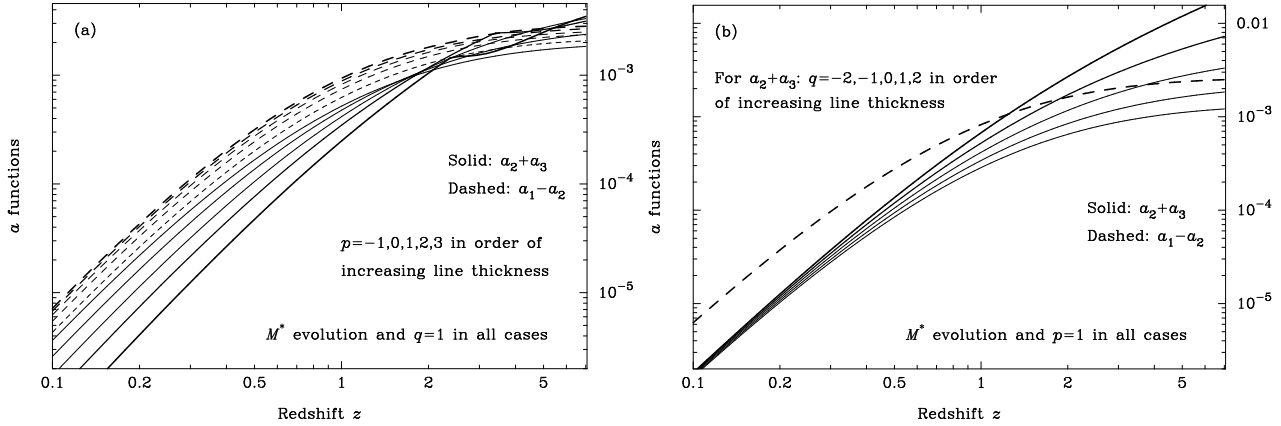 (a)
10⁻³
10⁻⁴
10⁻⁵
a functions
Solid: a₂+a₃
Dashed: a₁−a₂
p=−1,0,1,2,3 in order of
increasing line thickness
M* evolution and q=1 in all cases
0.1 0.2 0.5 1 2 5
Redshift z
(b)
0.01
10⁻³
10⁻⁴
10⁻⁵
a functions
For a₂+a₃: q=−2,−1,0,1,2 in order
of increasing line thickness
Solid: a₂+a₃
Dashed: a₁−a₂
M* evolution and p=1 in all cases
0.1 0.2 0.5 1 2 5
Redshift z